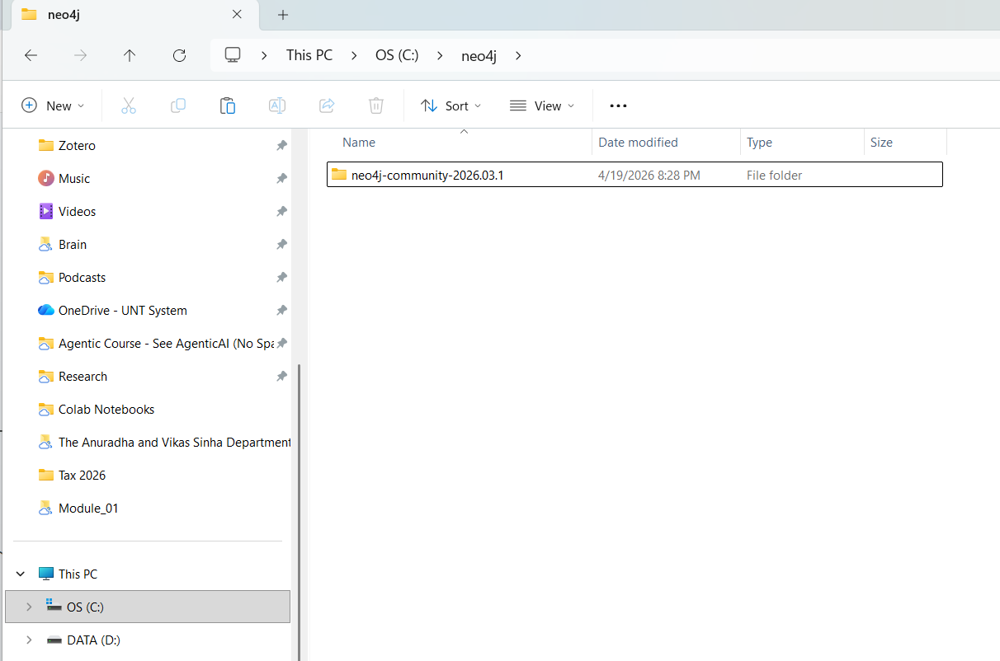 neo4j
This PC
OS (C:)
neo4j
New
Sort
View
Name
Date modified
Type
Size
neo4j-community-2026.03.1
4/19/2026 8:28 PM
File folder
Zotero
Music
Videos
Brain
Podcasts
OneDrive - UNT System
Agentic Course - See AgenticAI (No Spa
Research
Colab Notebooks
The Anuradha and Vikas Sinha Department
Tax 2026
Module_01
This PC
OS (C:)
DATA (D:)